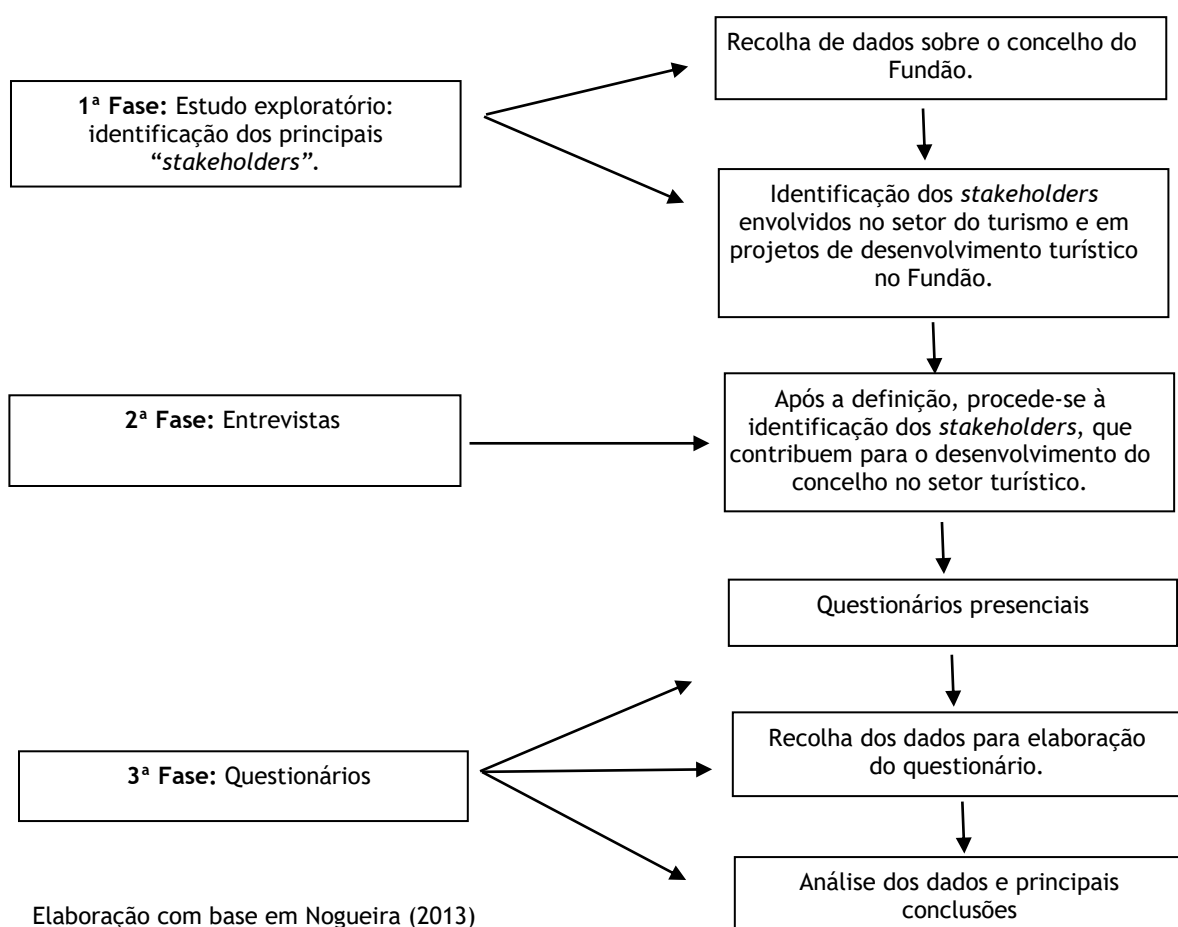 Recolha de dados sobre o concelho do
Fundão.
1ª Fase: Estudo exploratório:
identificação dos principais
“stakeholders”.
Identificação dos stakeholders
envolvidos no setor do turismo e em
projetos de desenvolvimento turístico
no Fundão.
2ª Fase: Entrevistas
Após a definição, procede-se à
identificação dos stakeholders, que
contribuem para o desenvolvimento do
concelho no setor turístico.
Questionários presenciais
3ª Fase: Questionários
Recolha dos dados para elaboração
do questionário.
Análise dos dados e principais
conclusões
Elaboração com base em Nogueira (2013)